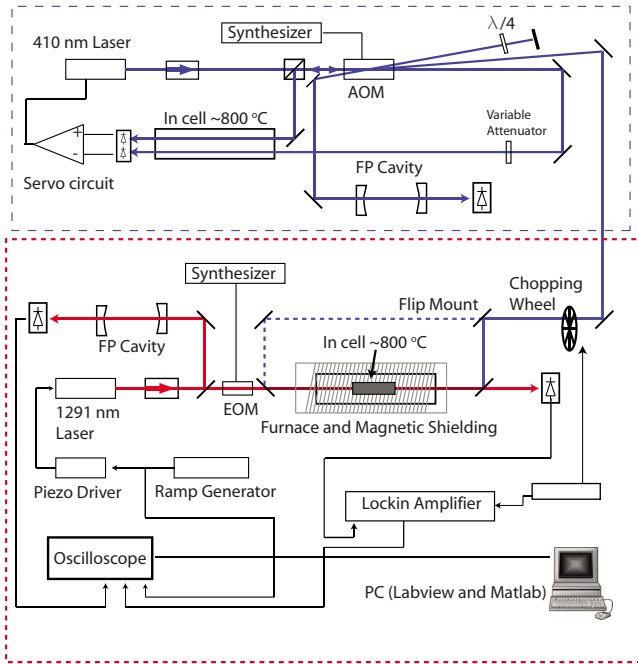 Synthesizer
λ/4
410 nm Laser
AOM
In cell ~800 °C
Variable
Attenuator
+
-
Servo circuit
FP Cavity
Synthesizer
Chopping
Wheel
Flip Mount
FP Cavity
In cell ~800 °C
1291 nm
Laser
EOM
Furnace and Magnetic Shielding
Piezo Driver
Ramp Generator
Lockin Amplifier
Oscilloscope
PC (Labview and Matlab)